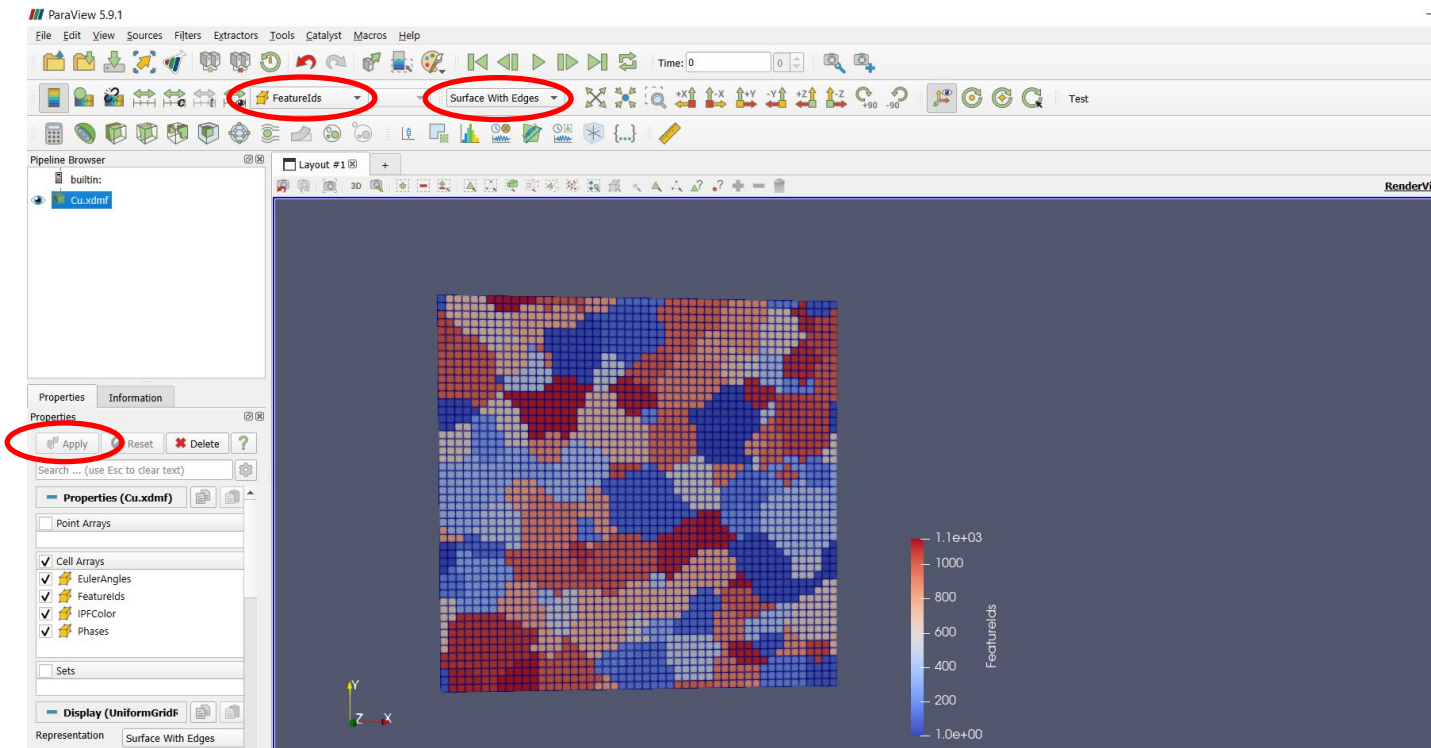 ParaView 5.9.1
File Edit View Sources Filters Extractors Tools Catalyst Macros Help
Time: 0 0
FeatureIds Surface With Edges +X -X +Y -Y +Z -Z +90 -90 Test
Pipeline Browser
builtin:
Cu.xdmf
Layout #1 +
3D
RenderVi
Properties Information
Properties
Apply Reset Delete ?
Search ... (use Esc to clear text)
Properties (Cu.xdmf)
Point Arrays
Cell Arrays
EulerAngles
FeatureIds
IPFColor
Phases
Sets
Display (UniformGridR
Representation Surface With Edges
Y
Z X
1.1e+03
1000
800
600
400
200
1.0e+00
FeatureIds